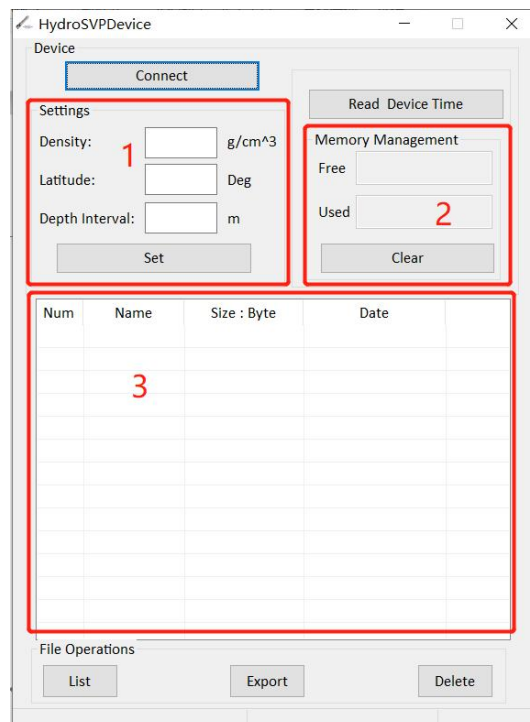 HydroSVPDevice
Device
Connect
Read Device Time
Settings
Density: g/cm^3
1
Latitude: Deg
Depth Interval: m
Set
Memory Management
Free
Used
2
Clear
Num Name Size : Byte Date
3
File Operations
List Export Delete